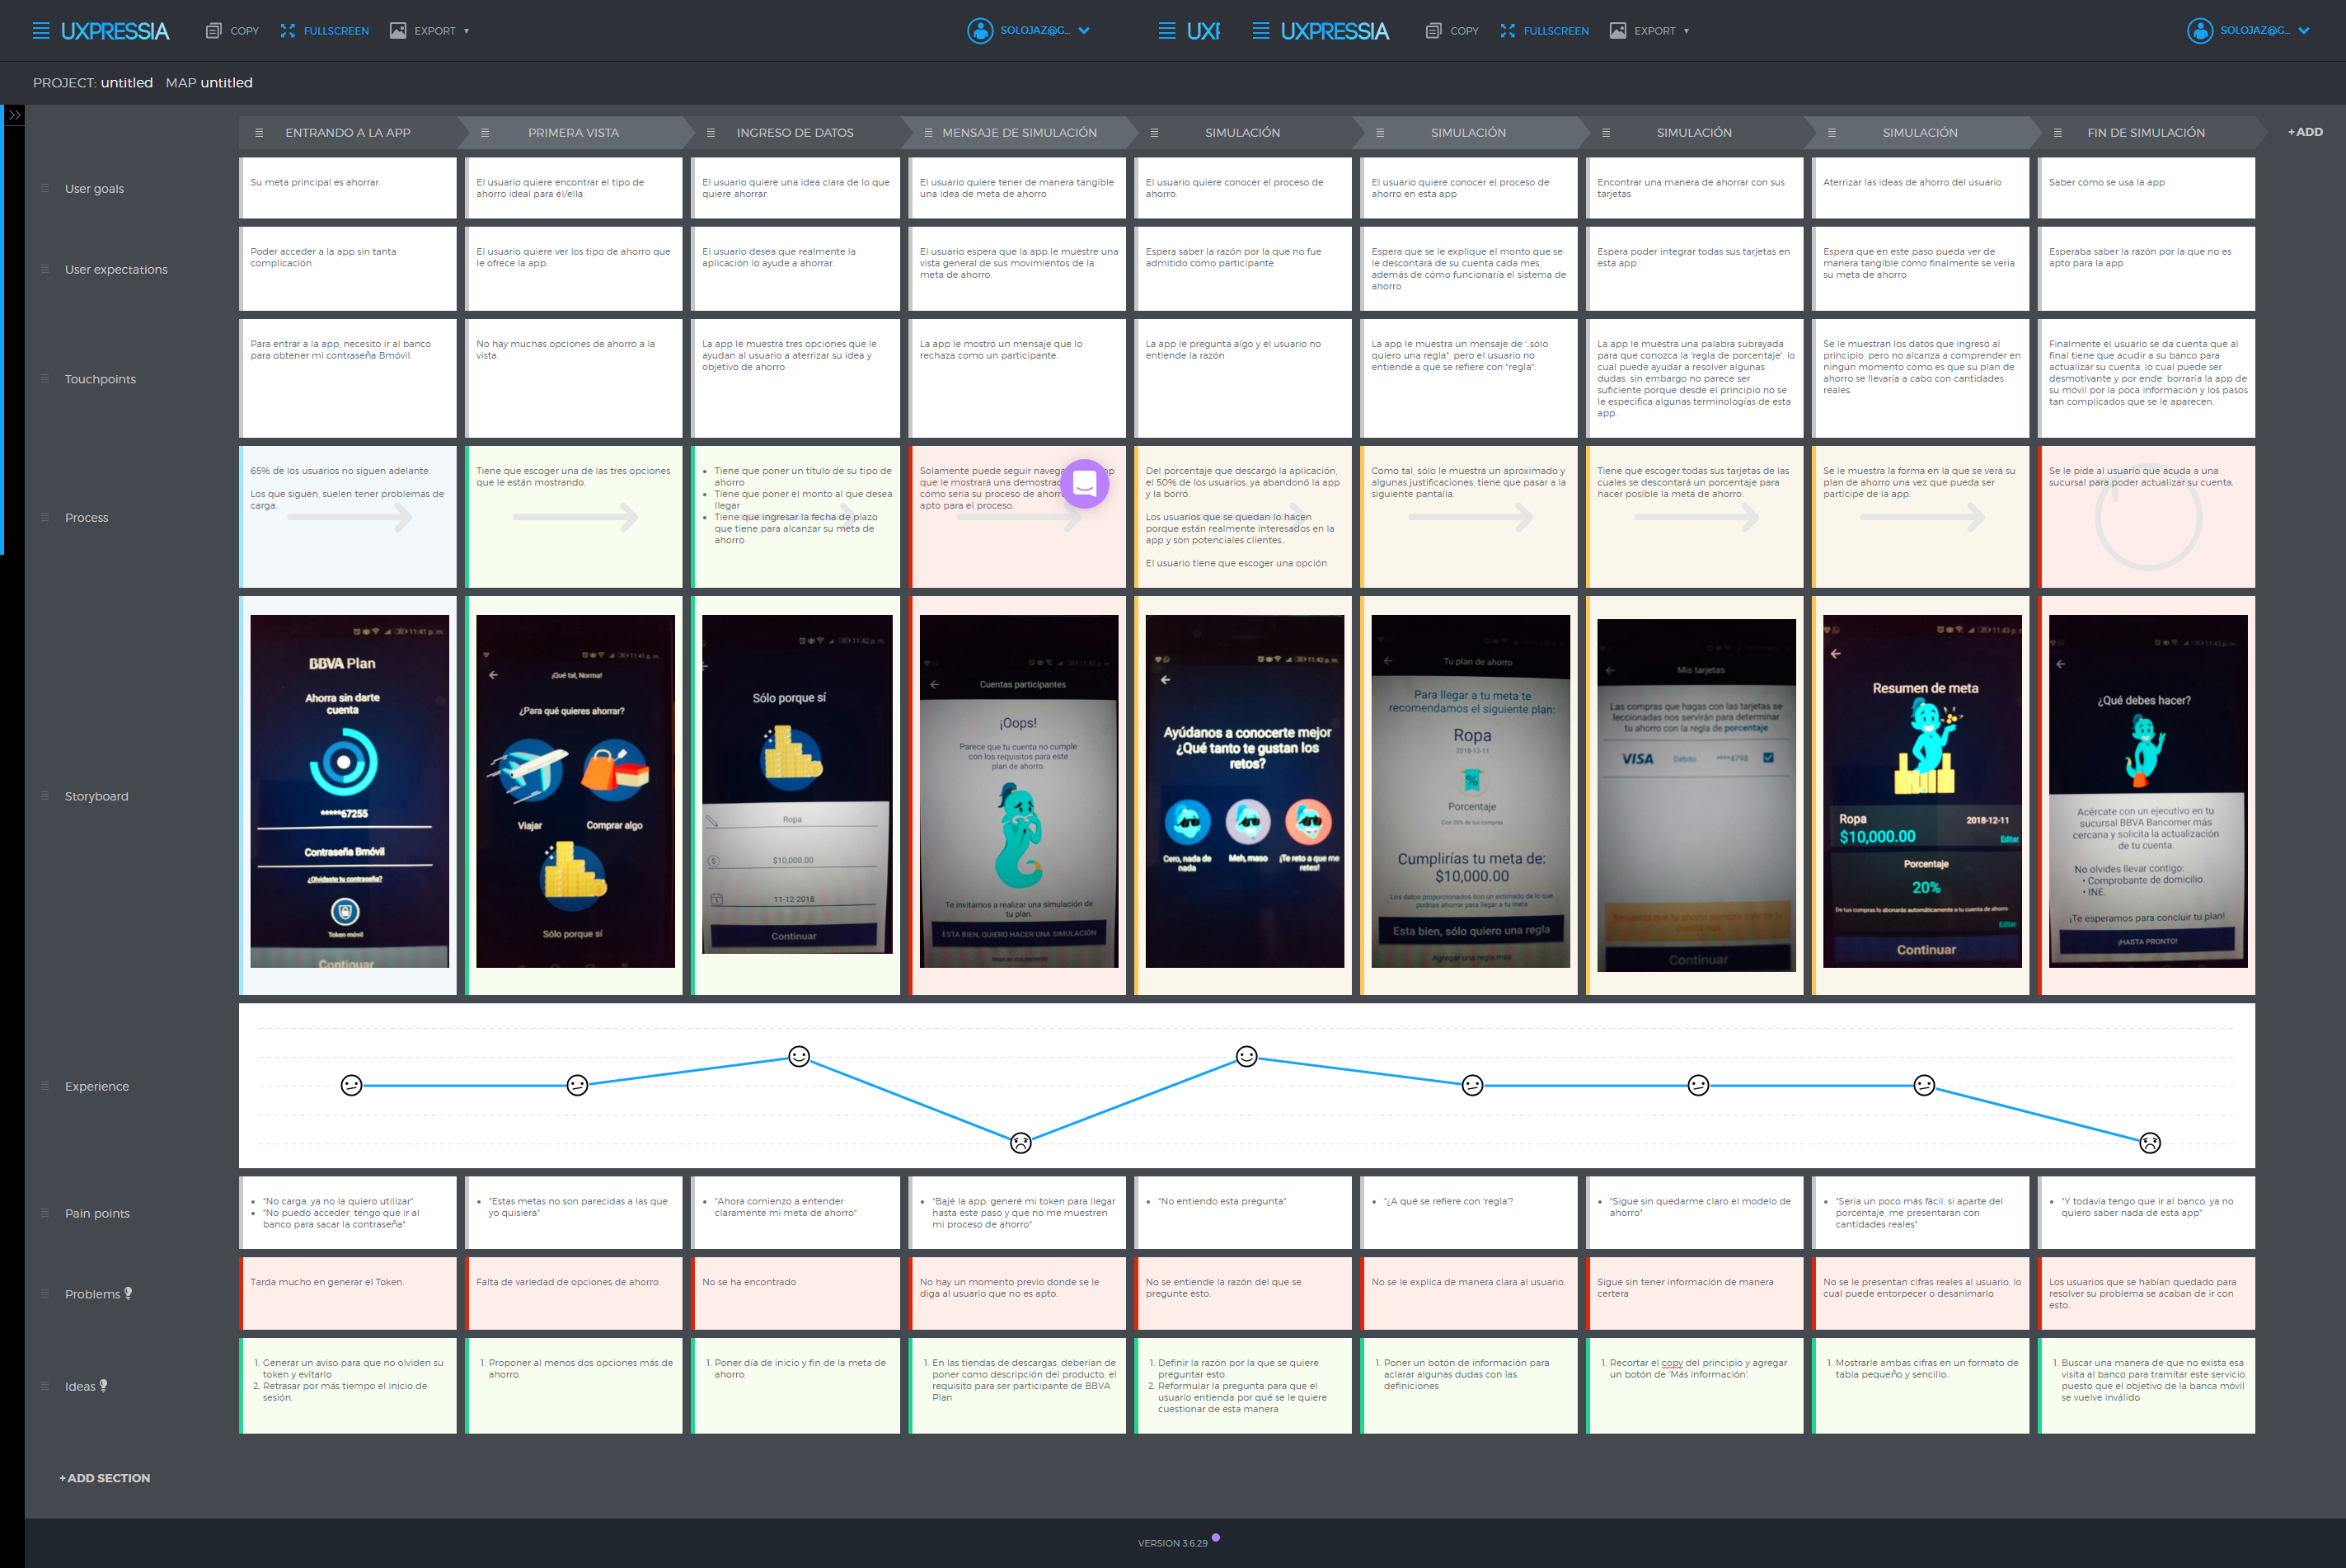 UXPRESSIA COPY FULLSCREEN EXPORT SOLOJAZ@G... UXF UXPRESSIA COPY FULLSCREEN EXPORT SOLOJAZ@G...
PROJECT: untitled MAP untitled
ENTRANDO A LA APP PRIMERA VISTA INGRESO DE DATOS MENSAJE DE SIMULACIÓN SIMULACIÓN SIMULACIÓN SIMULACIÓN SIMULACIÓN FIN DE SIMULACIÓN +ADD
User goals
Su meta principal es ahorrar.
El usuario quiere encontrar el tipo de
ahorro ideal para él/ella,
El usuario quiere una idea clara de lo que
quiere ahorrar.
El usuario quiere tener de manera tangible
una idea de meta de ahorro
El usuario quiere conocer el proceso de
ahorro.
El usuario quiere conocer el proceso de
ahorro en esta app
Encontrar una manera de ahorrar con sus
tarjetas
Aterrizar las ideas de ahorro del usuario
Saber cómo se usa la app
User expectations
Poder acceder a la app sin tanta
complicación
El usuario quiere ver los tipo de ahorro que
le ofrece la app.
El usuario desea que realmente la
aplicación lo ayude a ahorrar.
El usuario espera que la app le muestre una
vista general de sus movimientos de la
meta de ahorro.
Espera saber la razón por la que no fue
admitido como participante
Espera que se le explique el monto que se
le descontará de su cuenta cada mes,
además de cómo funcionaría el sistema de
ahorro
Espera poder integrar todas sus tarjetas en
esta app
Espera que en este paso pueda ver de
manera tangible cómo finalmente se vería
su meta de ahorro
Esperaba saber la razón por la que no es
apto para la app
Touchpoints
Para entrar a la app, necesito ir al banco
para obtener mi contraseña Bmóvil.
No hay muchas opciones de ahorro a la
vista.
La app le muestra tres opciones que le
ayudan al usuario a aterrizar su idea y
objetivo de ahorro
La app le mostró un mensaje que lo
rechaza como un participante.
La app le pregunta algo y el usuario no
entiende la razón
La app le muestra un mensaje de '..sólo
quiero una regla", pero el usuario no
entiende a qué se refiere con "regla".
La app le muestra una palabra subrayada
para que conozca la 'regla de porcentaje', lo
cual puede ayudar a resolver algunas
dudas, sin embargo no parece ser
suficiente porque desde el principio no se
le especifica algunas terminologías de esta
app.
Se le muestran los datos que ingresó al
principio, pero no alcanza a comprender en
ningún momento cómo es que su plan de
ahorro se llevaría a cabo con cantidades
reales.
Finalmente el usuario se da cuenta que al
final tiene que acudir a su banco para
actualizar su cuenta, lo cual puede ser
desmotivante y por ende, borraría la app de
su móvil por la poca información y los pasos
tan complicados que se le aparecen.
Process
65% de los usuarios no siguen adelante.
Los que siguen, suelen tener problemas de
carga.
Tiene que escoger una de las tres opciones
que le están mostrando.
• Tiene que poner un título de su tipo de
ahorro
• Tiene que poner el monto al que desea
llegar
• Tiene que ingresar la fecha de plazo
que tiene para alcanzar su meta de
ahorro
Solamente puede seguir navega p
que le mostrará una demostrac
cómo sería su proceso de ahorr
apto para el proceso.
Del porcentaje que descargó la aplicación,
el 50% de los usuarios, ya abandonó la app
y la borró.
Los usuarios que se quedan lo hacen
porque están realmente interesados en la
app y son potenciales clientes..
El usuario tiene que escoger una opción
Como tal, sólo le muestra un aproximado y
algunas justificaciones, tiene que pasar a la
siguiente pantalla.
Tiene que escoger todas sus tarjetas de las
cuales se descontará un porcentaje para
hacer posible la meta de ahorro.
Se le muestra la forma en la que se verá su
plan de ahorro una vez que pueda ser
partícipe de la app.
Se le pide al usuario que acuda a una
sucursal para poder actualizar su cuenta.
Storyboard
11:41 p. m.
BBVA Plan
Ahorra sin darte
cuenta
*****67255
Contraseña Bmóvil
¿Olvidaste tu contraseña?
Token móvil
Continuar
11:41 p. m.
¡Qué tal, Norma!
¿Para qué quieres ahorrar?
Viajar Comprar algo
Sólo porque sí
11:42 p. m.
Sólo porque sí
Ropa
$10,000.00
11-12-2018
Continuar
11:42 p. m.
Cuentas participantes
¡Oops!
Parece que tu cuenta no cumple
con los requisitos para este
plan de ahorro.
Te invitamos a realizar una simulación de
tu plan.
ESTA BIEN, QUIERO HACER UNA SIMULACIÓN
11:42 p. m.
Ayúdanos a conocerte mejor
¿Qué tanto te gustan los
retos?
Cero, nada de
nada
Meh, maso
¡Te reto a que me
retes!
Tu plan de ahorro
Para llegar a tu meta te
recomendamos el siguiente plan:
Ropa
2018-12-11
%
Porcentaje
Con 20% de tus compras
Cumplirías tu meta de:
$10,000.00
Los datos proporcionados son un estimado de lo que
podrías ahorrar para llegar a tu meta
Esta bien, sólo quiero una regla
Agregar una regla más
Mis tarjetas
Las compras que hagas con las tarjetas se-
leccionadas nos servirán para determinar
tu ahorro con la regla de porcentaje
VISA Débito ****4798
Continuar
11:43 p. m.
Resumen de meta
Ropa 2018-12-11
$10,000.00 Editar
Porcentaje
20%
De tus compras lo abonarás automáticamente a tu cuenta de ahorro
Editar
Continuar
11:43 p. m.
¿Qué debes hacer?
Acércate con un ejecutivo en tu
sucursal BBVA Bancomer más
cercana y solicita la actualización
de tu cuenta.
No olvides llevar contigo:
• Comprobante de domicilio.
• INE.
¡Te esperamos para concluir tu plan!
¡HASTA PRONTO!
Experience
Pain points
• "No carga, ya no la quiero utilizar"
• "No puedo acceder, tengo que ir al
banco para sacar la contraseña"
• "Estas metas no son parecidas a las que
yo quisiera"
• "Ahora comienzo a entender
claramente mi meta de ahorro"
• "Bajé la app, generé mi token para llegar
hasta este paso y que no me muestren
mi proceso de ahorro"
• "No entiendo esta pregunta"
• "¿A qué se refiere con 'regla'?
• "Sigue sin quedarme claro el modelo de
ahorro"
• "Sería un poco más fácil, si aparte del
porcentaje, me presentaran con
cantidades reales"
• "Y todavía tengo que ir al banco, ya no
quiero saber nada de esta app"
Problems
Tarda mucho en generar el Token.
Falta de variedad de opciones de ahorro.
No se ha encontrado
No hay un momento previo donde se le
diga al usuario que no es apto.
No se entiende la razón del que se
pregunte esto.
No se le explica de manera clara al usuario.
Sigue sin tener información de manera
certera
No se le presentan cifras reales al usuario, lo
cual puede entorpecer o desanimarlo
Los usuarios que se habían quedado para
resolver su problema se acaban de ir con
esto.
Ideas
1. Generar un aviso para que no olviden su
token y evitarlo
2. Retrasar por más tiempo el inicio de
sesión.
1. Proponer al menos dos opciones más de
ahorro.
1. Poner día de inicio y fin de la meta de
ahorro,
1. En las tiendas de descargas, deberían de
poner como descripción del producto, el
requisito para ser participante de BBVA
Plan
1. Definir la razón por la que se quiere
preguntar esto.
2. Reformular la pregunta para que el
usuario entienda por qué se le quiere
cuestionar de esta manera
1. Poner un botón de información para
aclarar algunas dudas con las
definiciones
1. Recortar el copy del principio y agregar
un botón de 'Más información'.
1. Mostrarle ambas cifras en un formato de
tabla pequeño y sencillo.
1. Buscar una manera de que no exista esa
visita al banco para tramitar este servicio,
puesto que el objetivo de la banca móvil
se vuelve inválido
+ADD SECTION
VERSION 3.6.29